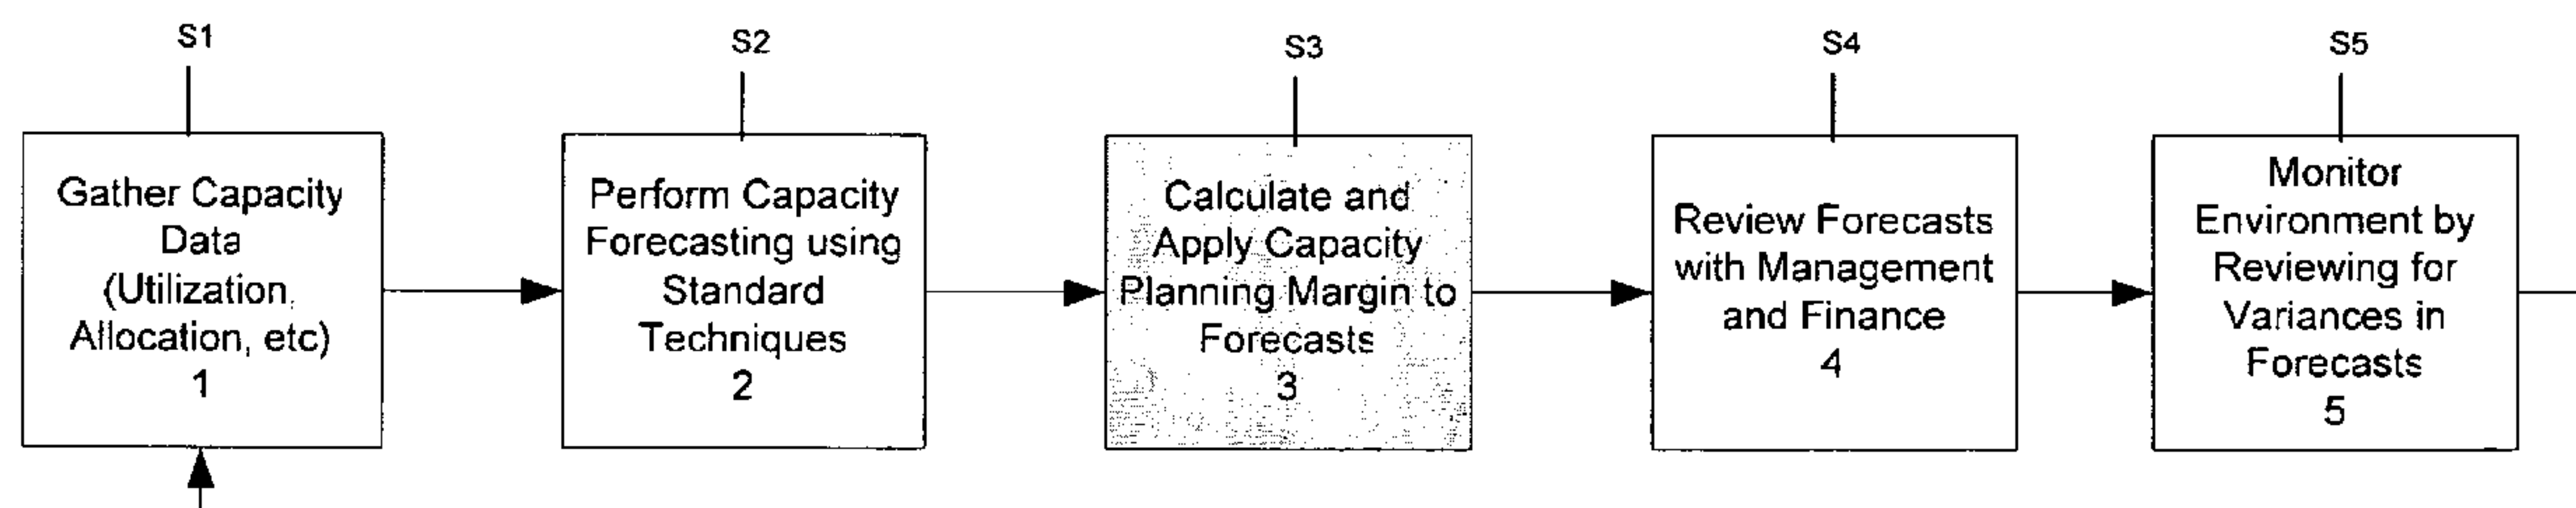 S1
S2
S3
S4
S5
Gather Capacity
Data
(Utilization,
Allocation, etc)
1
Perform Capacity
Forecasting using
Standard
Techniques
2
Calculate and
Apply Capacity
Planning Margin to
Forecasts
3
Review Forecasts
with Management
and Finance
4
Monitor
Environment by
Reviewing for
Variances in
Forecasts
5